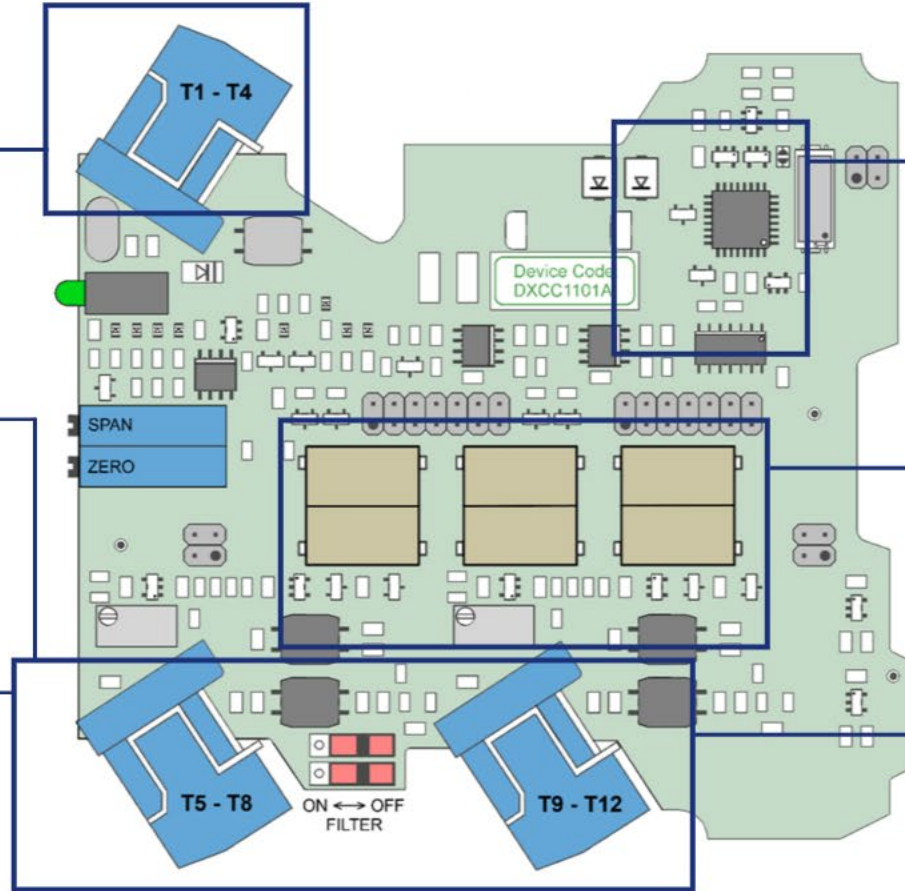 T1 - T4
Device Code
DXCC1101A
SPAN
ZERO
T5 - T8
T9 - T12
ON ↔ OFF
FILTER